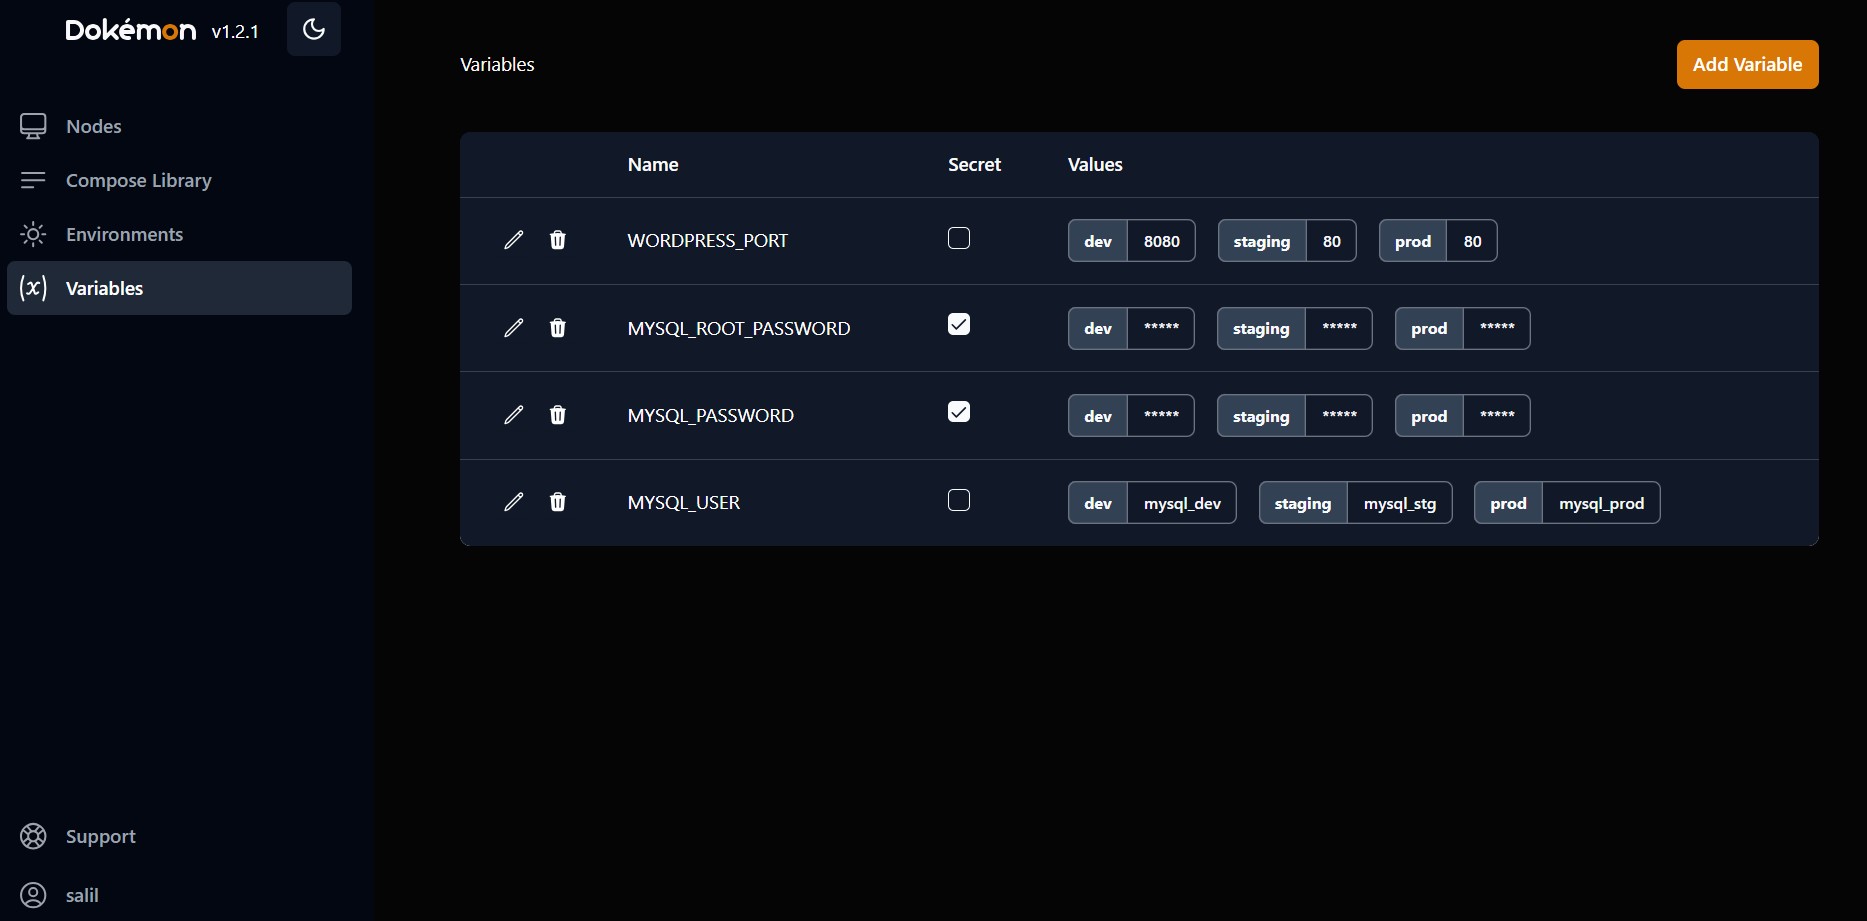 Dokémon v1.2.1
Nodes
Compose Library
Environments
(x) Variables
Support
salil
Variables
Add Variable
Name Secret Values
WORDPRESS_PORT dev 8080 staging 80 prod 80
MYSQL_ROOT_PASSWORD dev ***** staging ***** prod *****
MYSQL_PASSWORD dev ***** staging ***** prod *****
MYSQL_USER dev mysql_dev staging mysql_stg prod mysql_prod